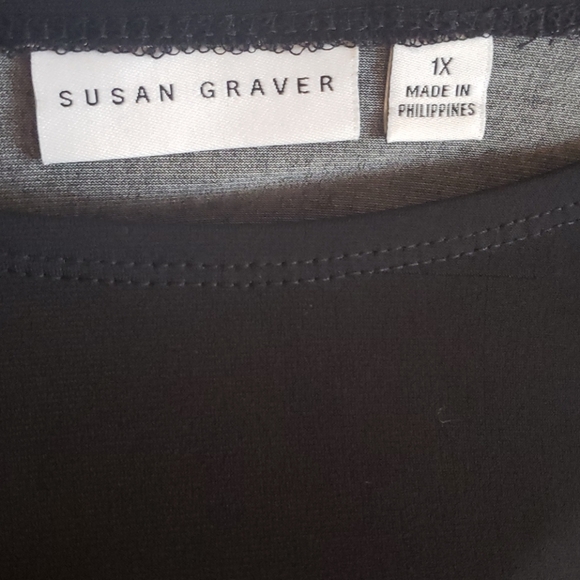 SUSAN GRAVER
1X
MADE IN
PHILIPPINES